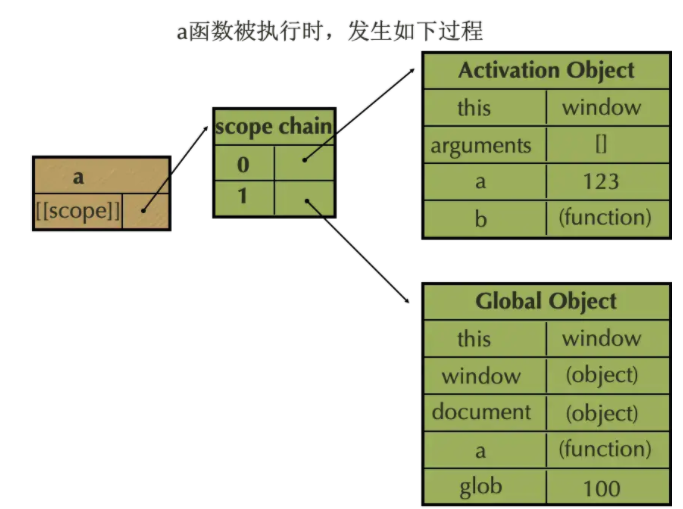 a函数被执行时，发生如下过程
a
[[scope]]
scope chain
0
1
Activation Object
this window
arguments []
a 123
b (function)
Global Object
this window
window (object)
document (object)
a (function)
glob 100